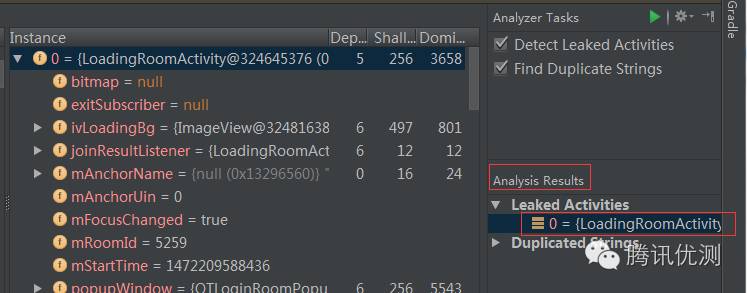 Instance Dep... Shall... Domi...
0 = {LoadingRoomActivity@324645376 (0 5 256 3658
bitmap = null
exitSubscriber = null
ivLoadingBg = {ImageView@32481638 6 497 801
joinResultListener = {LoadingRoomAct 6 12 12
mAnchorName = {null (0x13296560)} " 0 16 24
mAnchorUin = 0
mFocusChanged = true
mRoomId = 5259
mStartTime = 1472209588436
popupWindow = {QTLoginRoomPopu 6 256 5543
Analyzer Tasks
Detect Leaked Activities
Find Duplicate Strings
Analysis Results
Leaked Activities
0 = {LoadingRoomActivity
Duplicated Strings
腾讯优测
Gradle